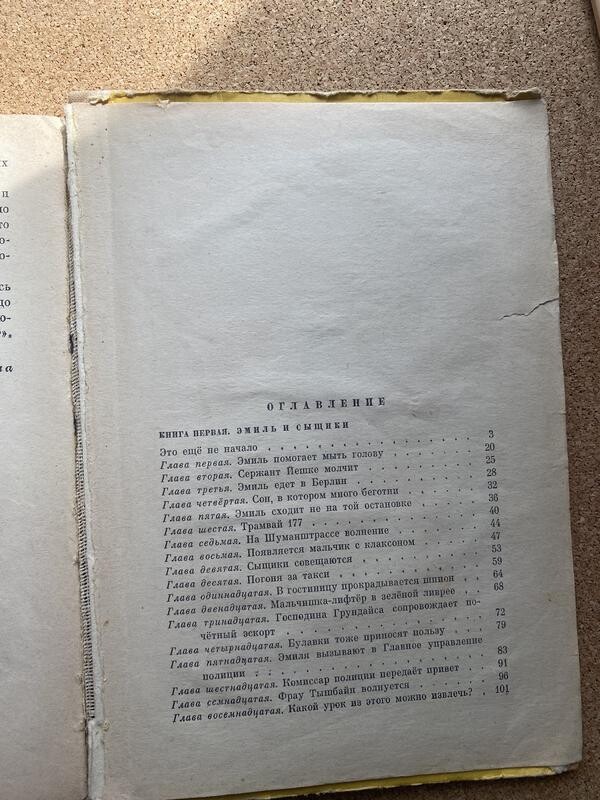 их
и
но
то
о-
о-
сь
до
о-
?».
на
ОГЛАВЛЕНИЕ
КНИГА ПЕРВАЯ. ЭМИЛЬ И СЫЩИКИ
Это ещё не начало . . . . . . . . . . . . . . . 3
Глава первая. Эмиль помогает мыть голову . . . . . . . 20
Глава вторая. Сержант Йешке молчит . . . . . . . . . 25
Глава третья. Эмиль едет в Берлин . . . . . . . . . . 28
Глава четвёртая. Сон, в котором много беготни . . . . . . 32
Глава пятая. Эмиль сходит не на той остановке . . . . . 36
Глава шестая. Трамвай 177 . . . . . . . . . . . . 40
Глава седьмая. На Шуманштрассе волнение . . . . . . . 44
Глава восьмая. Появляется мальчик с клаксоном . . . . . 47
Глава девятая. Сыщики совещаются . . . . . . . . . 53
Глава десятая. Погоня за такси . . . . . . . . . . . 59
Глава одиннадцатая. В гостиницу прокрадывается шпион . . 64
Глава двенадцатая. Мальчишка-лифтёр в зелёной ливрее . . 68
Глава тринадцатая. Господина Грундайса сопровождает по-
чётный эскорт . . . . . . . . . . . . . . . 72
Глава четырнадцатая. Булавки тоже приносят пользу . . . . 79
Глава пятнадцатая. Эмиля вызывают в Главное управление
полиции . . . . . . . . . . . . . . . . . 83
Глава шестнадцатая. Комиссар полиции передаёт привет . . 91
Глава семнадцатая. Фрау Тышбайн волнуется . . . . . . 96
Глава восемнадцатая. Какой урок из этого можно извлечь? . 101